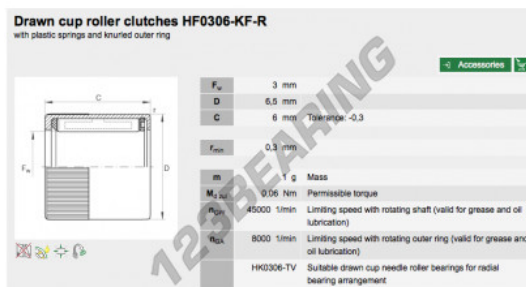 Drawn cup roller clutches HF0306-KF-R
with plastic springs and knurled outer ring
Accessories
C
r
Fw
D
Fw 3 mm
D 6,5 mm
C 6 mm Tolerance: -0,3
rmin 0,3 mm
m 1 g Mass
Md zul 0,06 Nm Permissible torque
nGW 45000 1/min Limiting speed with rotating shaft (valid for grease and oil
lubrication)
nGA 8000 1/min Limiting speed with rotating outer ring (valid for grease and
oil lubrication)
HK0306-TV Suitable drawn cup needle roller bearings for radial
bearing arrangement
123BEARING